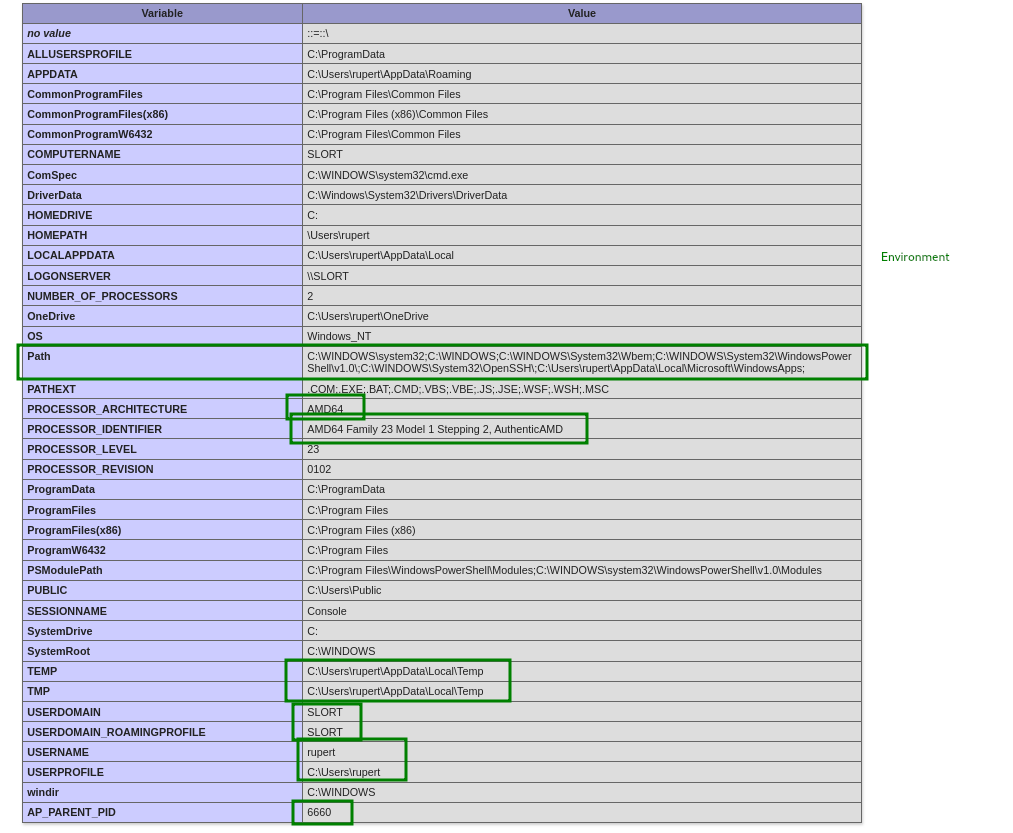 Variable Value
no value ::=::\
ALLUSERSPROFILE C:\ProgramData
APPDATA C:\Users\rupert\AppData\Roaming
CommonProgramFiles C:\Program Files\Common Files
CommonProgramFiles(x86) C:\Program Files (x86)\Common Files
CommonProgramW6432 C:\Program Files\Common Files
COMPUTERNAME SLORT
ComSpec C:\WINDOWS\system32\cmd.exe
DriverData C:\Windows\System32\Drivers\DriverData
HOMEDRIVE C:
HOMEPATH \Users\rupert
LOCALAPPDATA C:\Users\rupert\AppData\Local
Environment
LOGONSERVER \\SLORT
NUMBER_OF_PROCESSORS 2
OneDrive C:\Users\rupert\OneDrive
OS Windows_NT
Path C:\WINDOWS\system32;C:\WINDOWS;C:\WINDOWS\System32\Wbem;C:\WINDOWS\System32\WindowsPower
Shell\v1.0\;C:\WINDOWS\System32\OpenSSH\;C:\Users\rupert\AppData\Local\Microsoft\WindowsApps;
PATHEXT .COM;.EXE;.BAT;.CMD;.VBS;.VBE;.JS;.JSE;.WSF;.WSH;.MSC
PROCESSOR_ARCHITECTURE AMD64
PROCESSOR_IDENTIFIER AMD64 Family 23 Model 1 Stepping 2, AuthenticAMD
PROCESSOR_LEVEL 23
PROCESSOR_REVISION 0102
ProgramData C:\ProgramData
ProgramFiles C:\Program Files
ProgramFiles(x86) C:\Program Files (x86)
ProgramW6432 C:\Program Files
PSModulePath C:\Program Files\WindowsPowerShell\Modules;C:\WINDOWS\system32\WindowsPowerShell\v1.0\Modules
PUBLIC C:\Users\Public
SESSIONNAME Console
SystemDrive C:
SystemRoot C:\WINDOWS
TEMP C:\Users\rupert\AppData\Local\Temp
TMP C:\Users\rupert\AppData\Local\Temp
USERDOMAIN SLORT
USERDOMAIN_ROAMINGPROFILE SLORT
USERNAME rupert
USERPROFILE C:\Users\rupert
windir C:\WINDOWS
AP_PARENT_PID 6660